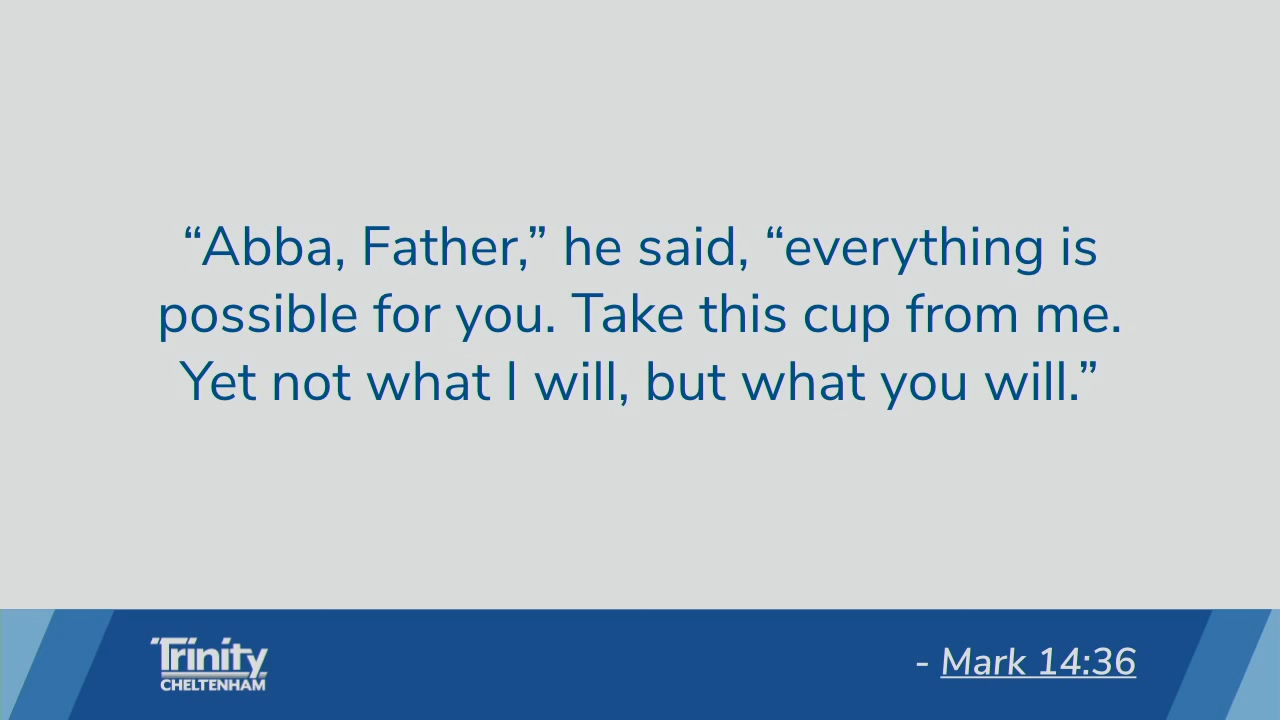 “Abba, Father,” he said, “everything is
possible for you. Take this cup from me.
Yet not what I will, but what you will.”
Trinity
CHELTENHAM
- Mark 14:36